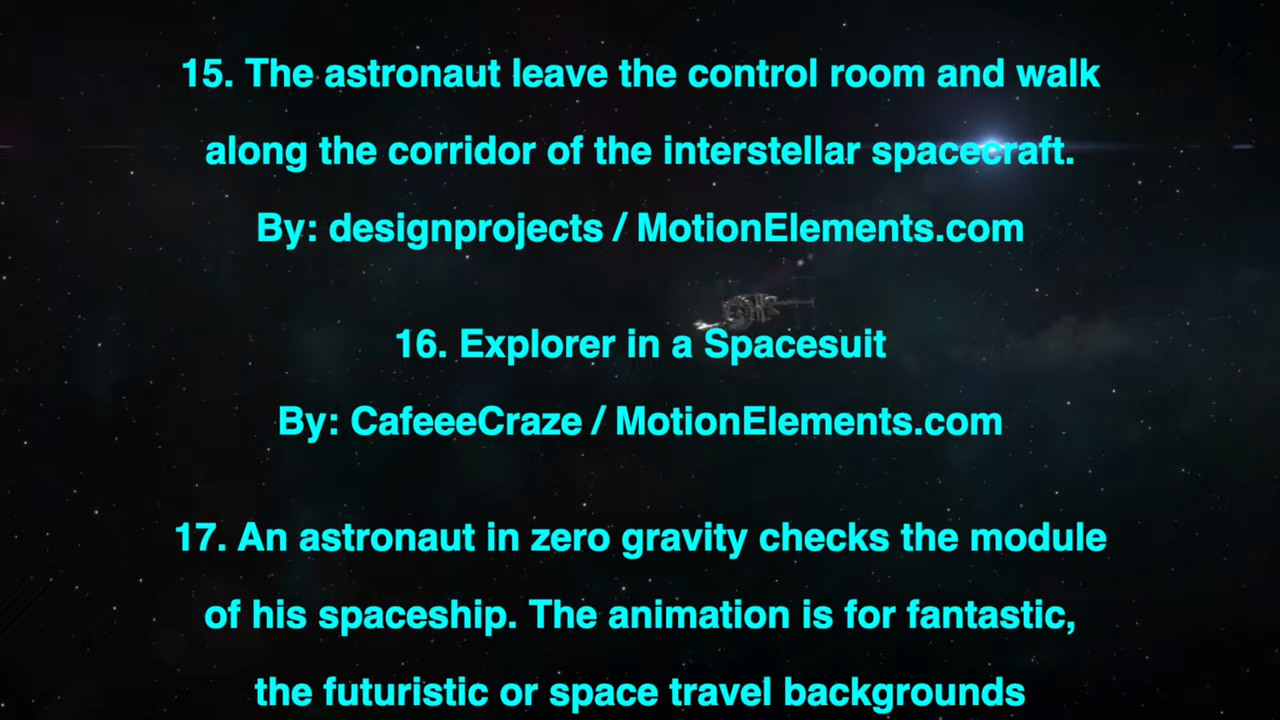 15. The astronaut leave the control room and walk
along the corridor of the interstellar spacecraft.
By: designprojects / MotionElements.com
16. Explorer in a Spacesuit
By: CafeeeCraze / MotionElements.com
17. An astronaut in zero gravity checks the module
of his spaceship. The animation is for fantastic,
the futuristic or space travel backgrounds